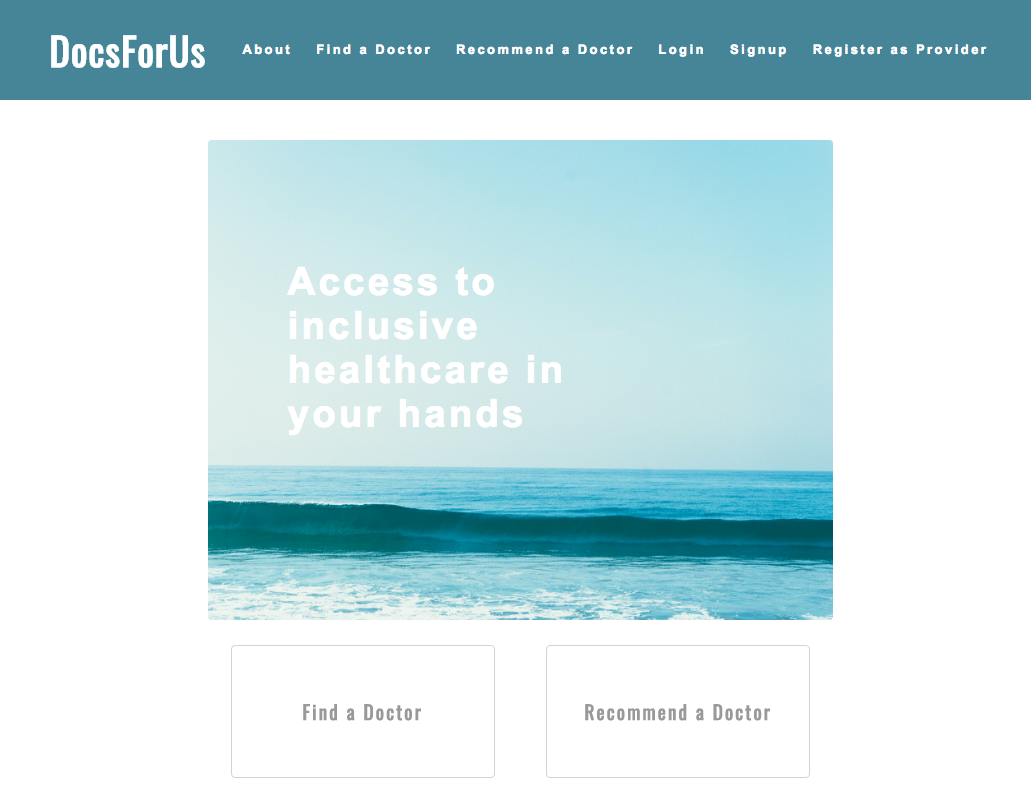 DocsForUs About Find a Doctor Recommend a Doctor Login Signup Register as Provider
Access to
inclusive
healthcare in
your hands
Find a Doctor Recommend a Doctor